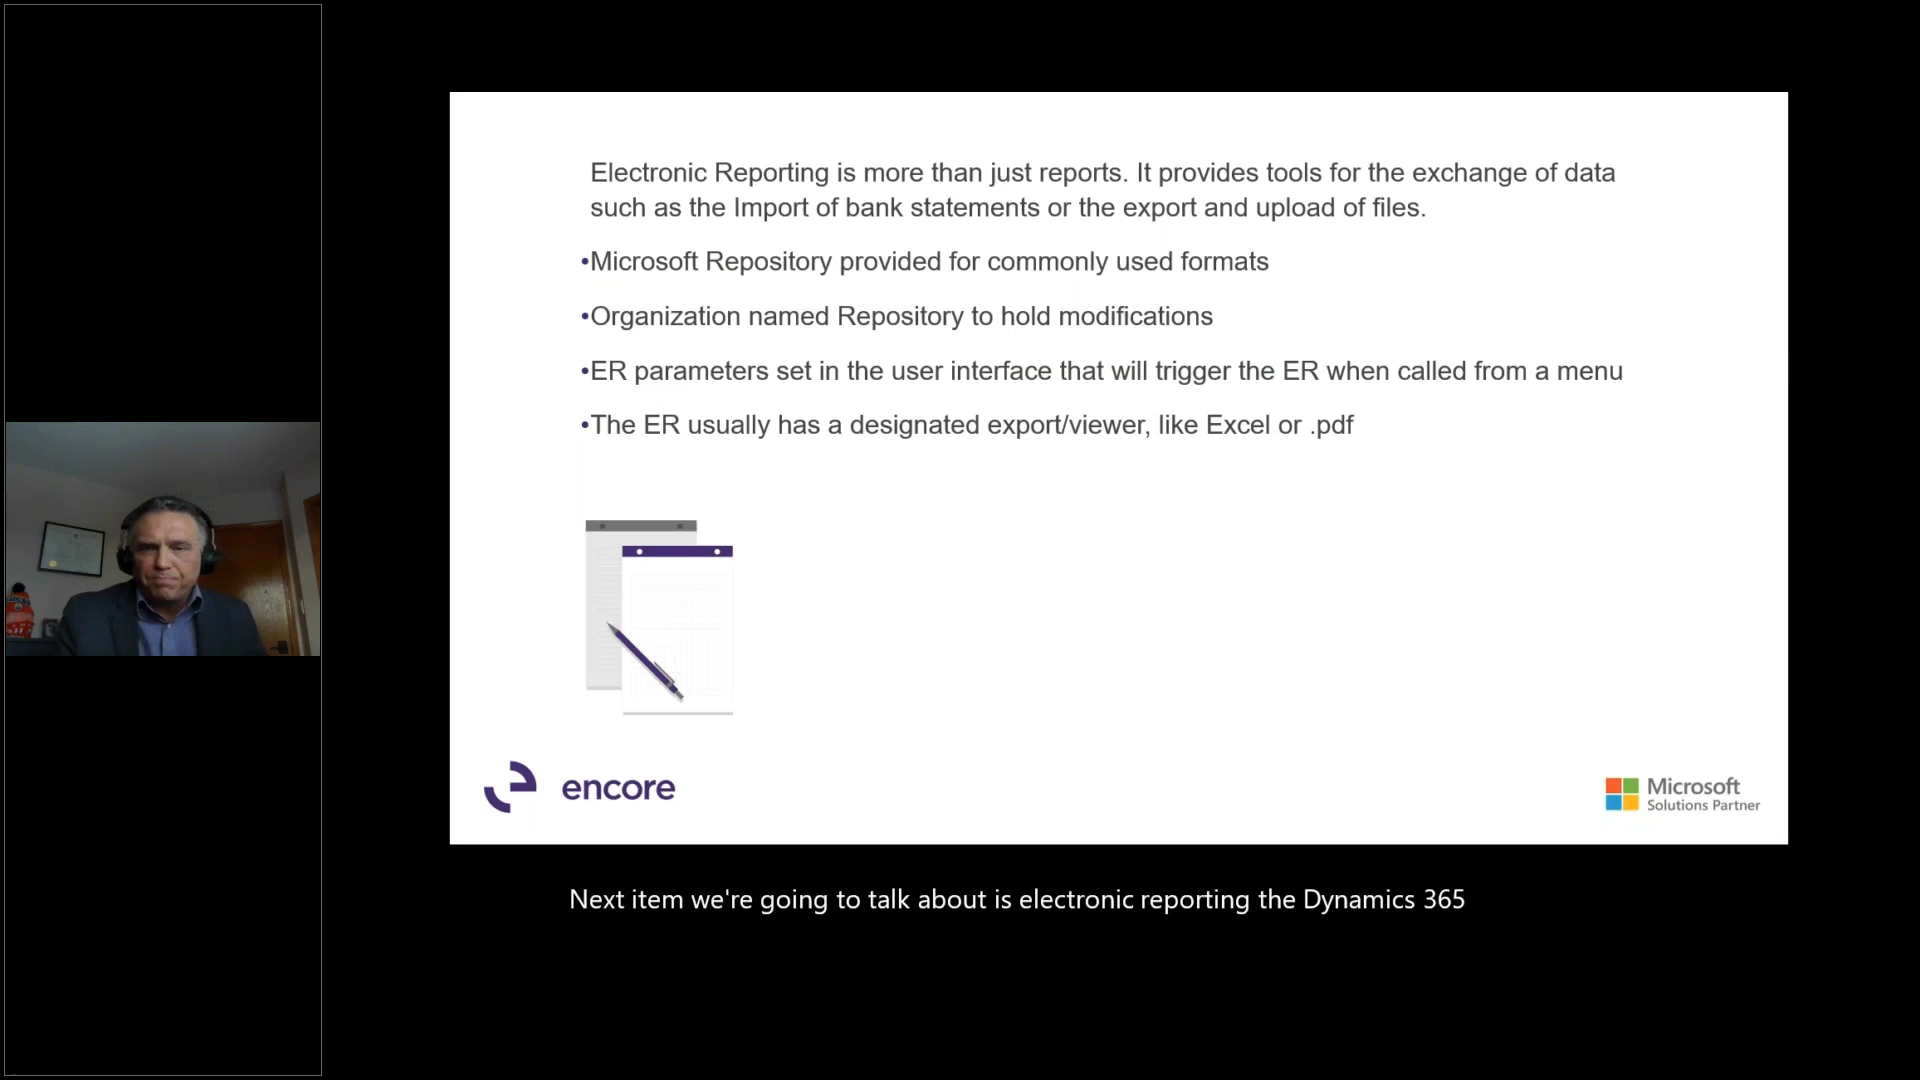 Electronic Reporting is more than just reports. It provides tools for the exchange of data
such as the Import of bank statements or the export and upload of files.
•Microsoft Repository provided for commonly used formats
•Organization named Repository to hold modifications
•ER parameters set in the user interface that will trigger the ER when called from a menu
•The ER usually has a designated export/viewer, like Excel or .pdf
encore
Microsoft
Solutions Partner
Next item we're going to talk about is electronic reporting the Dynamics 365